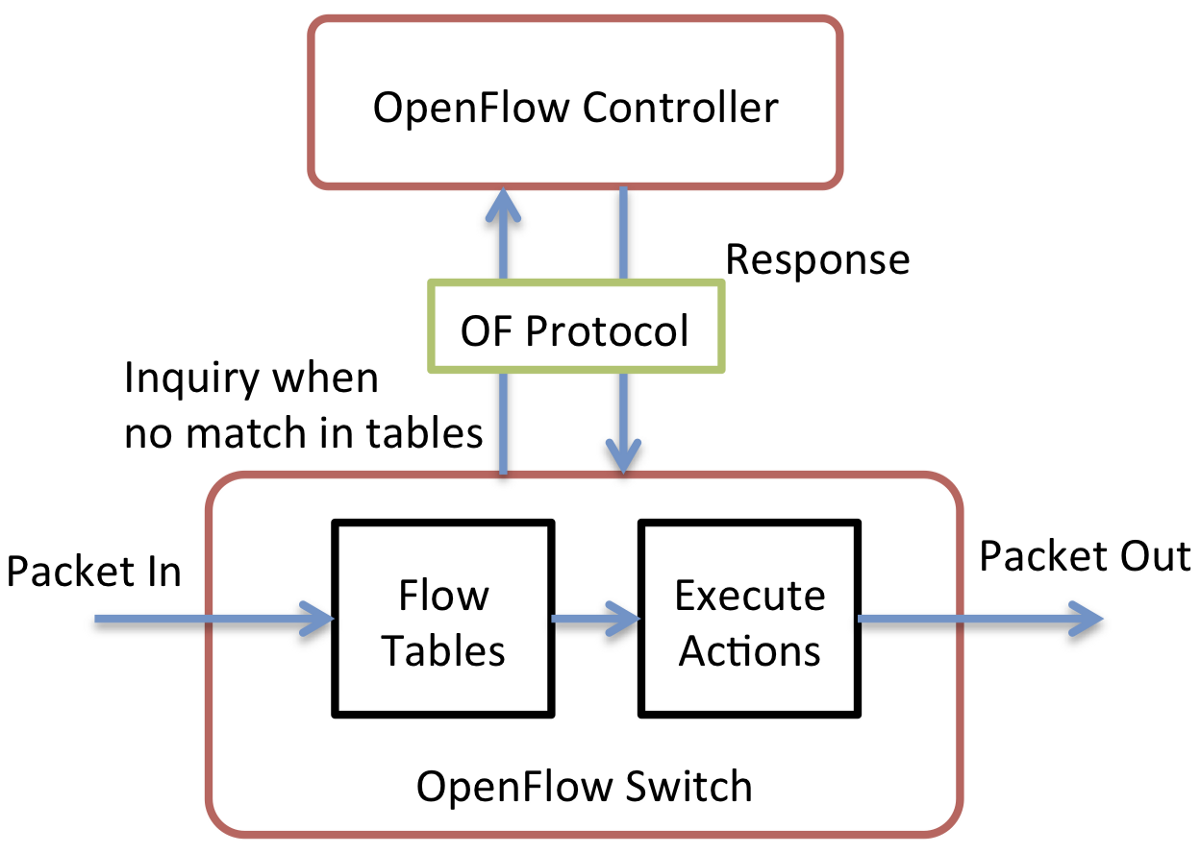 OpenFlow Controller
Response
OF Protocol
Inquiry when
no match in tables
Packet In
Flow
Tables
Execute
Actions
Packet Out
OpenFlow Switch